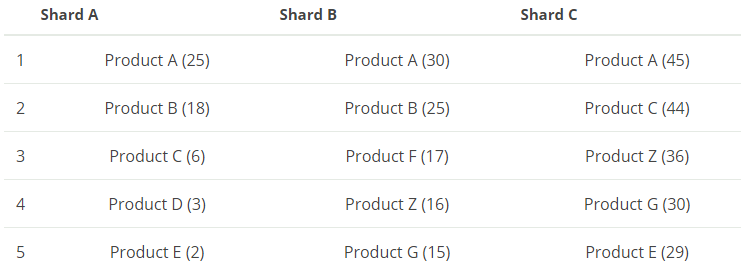 Shard A Shard B Shard C
1 Product A (25) Product A (30) Product A (45)
2 Product B (18) Product B (25) Product C (44)
3 Product C (6) Product F (17) Product Z (36)
4 Product D (3) Product Z (16) Product G (30)
5 Product E (2) Product G (15) Product E (29)